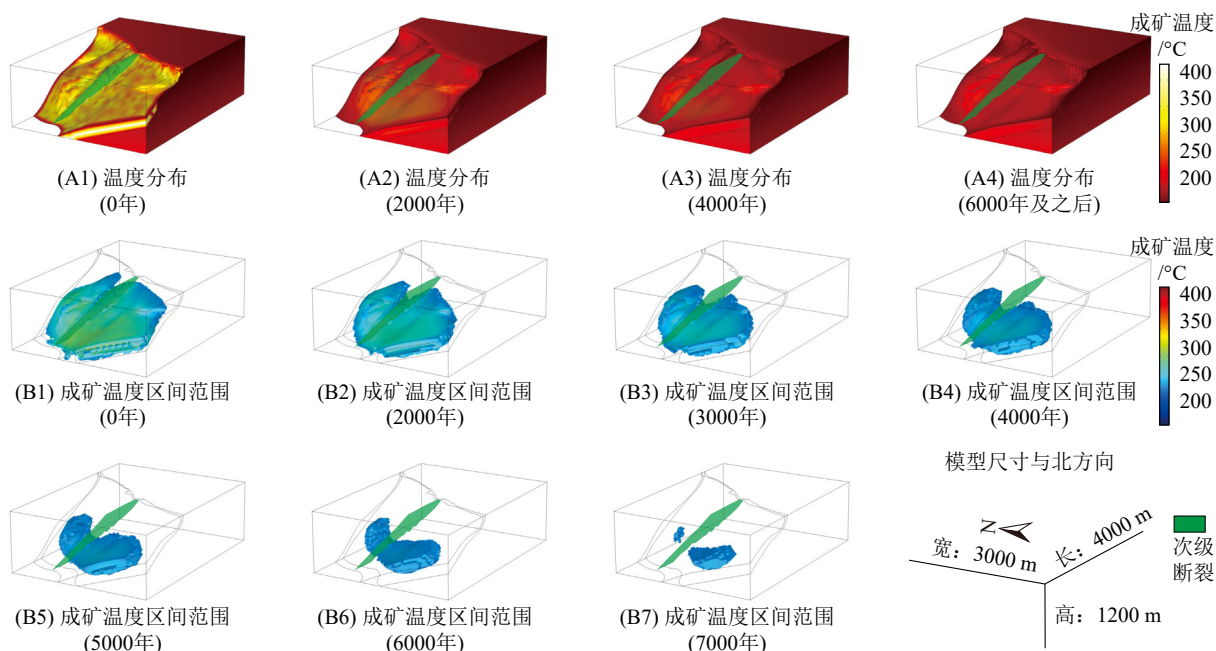 成矿温度
/°C
400
350
300
250
200
(A1) 温度分布
(0年)
(A2) 温度分布
(2000年)
(A3) 温度分布
(4000年)
(A4) 温度分布
(6000年及之后)
成矿温度
/°C
400
350
300
250
200
(B1) 成矿温度区间范围
(0年)
(B2) 成矿温度区间范围
(2000年)
(B3) 成矿温度区间范围
(3000年)
(B4) 成矿温度区间范围
(4000年)
(B5) 成矿温度区间范围
(5000年)
(B6) 成矿温度区间范围
(6000年)
(B7) 成矿温度区间范围
(7000年)
模型尺寸与北方向
N
宽：3000 m
长：4000 m
高：1200 m
次级
断裂